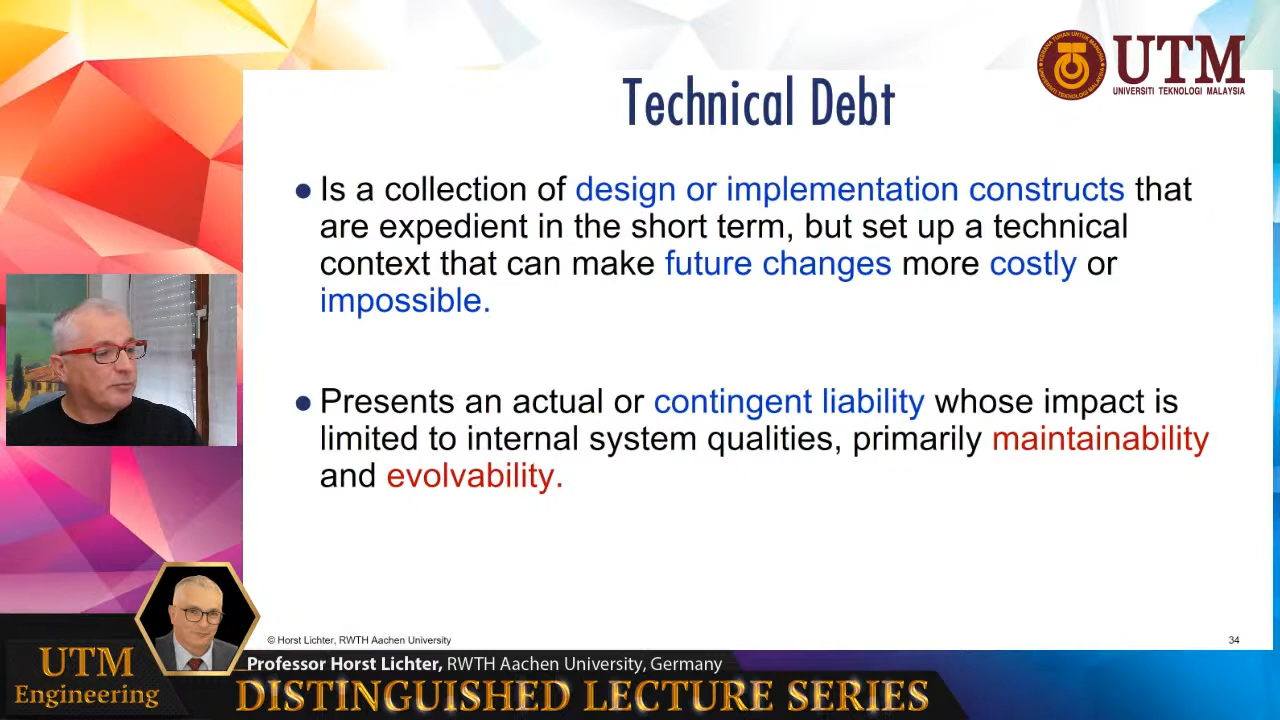 UTM
UNIVERSITI TEKNOLOGI MALAYSIA
Technical Debt
● Is a collection of design or implementation constructs that
are expedient in the short term, but set up a technical
context that can make future changes more costly or
impossible.
● Presents an actual or contingent liability whose impact is
limited to internal system qualities, primarily maintainability
and evolvability.
© Horst Lichter, RWTH Aachen University
34
UTM
Engineering
Professor Horst Lichter, RWTH Aachen University, Germany
DISTINGUISHED LECTURE SERIES